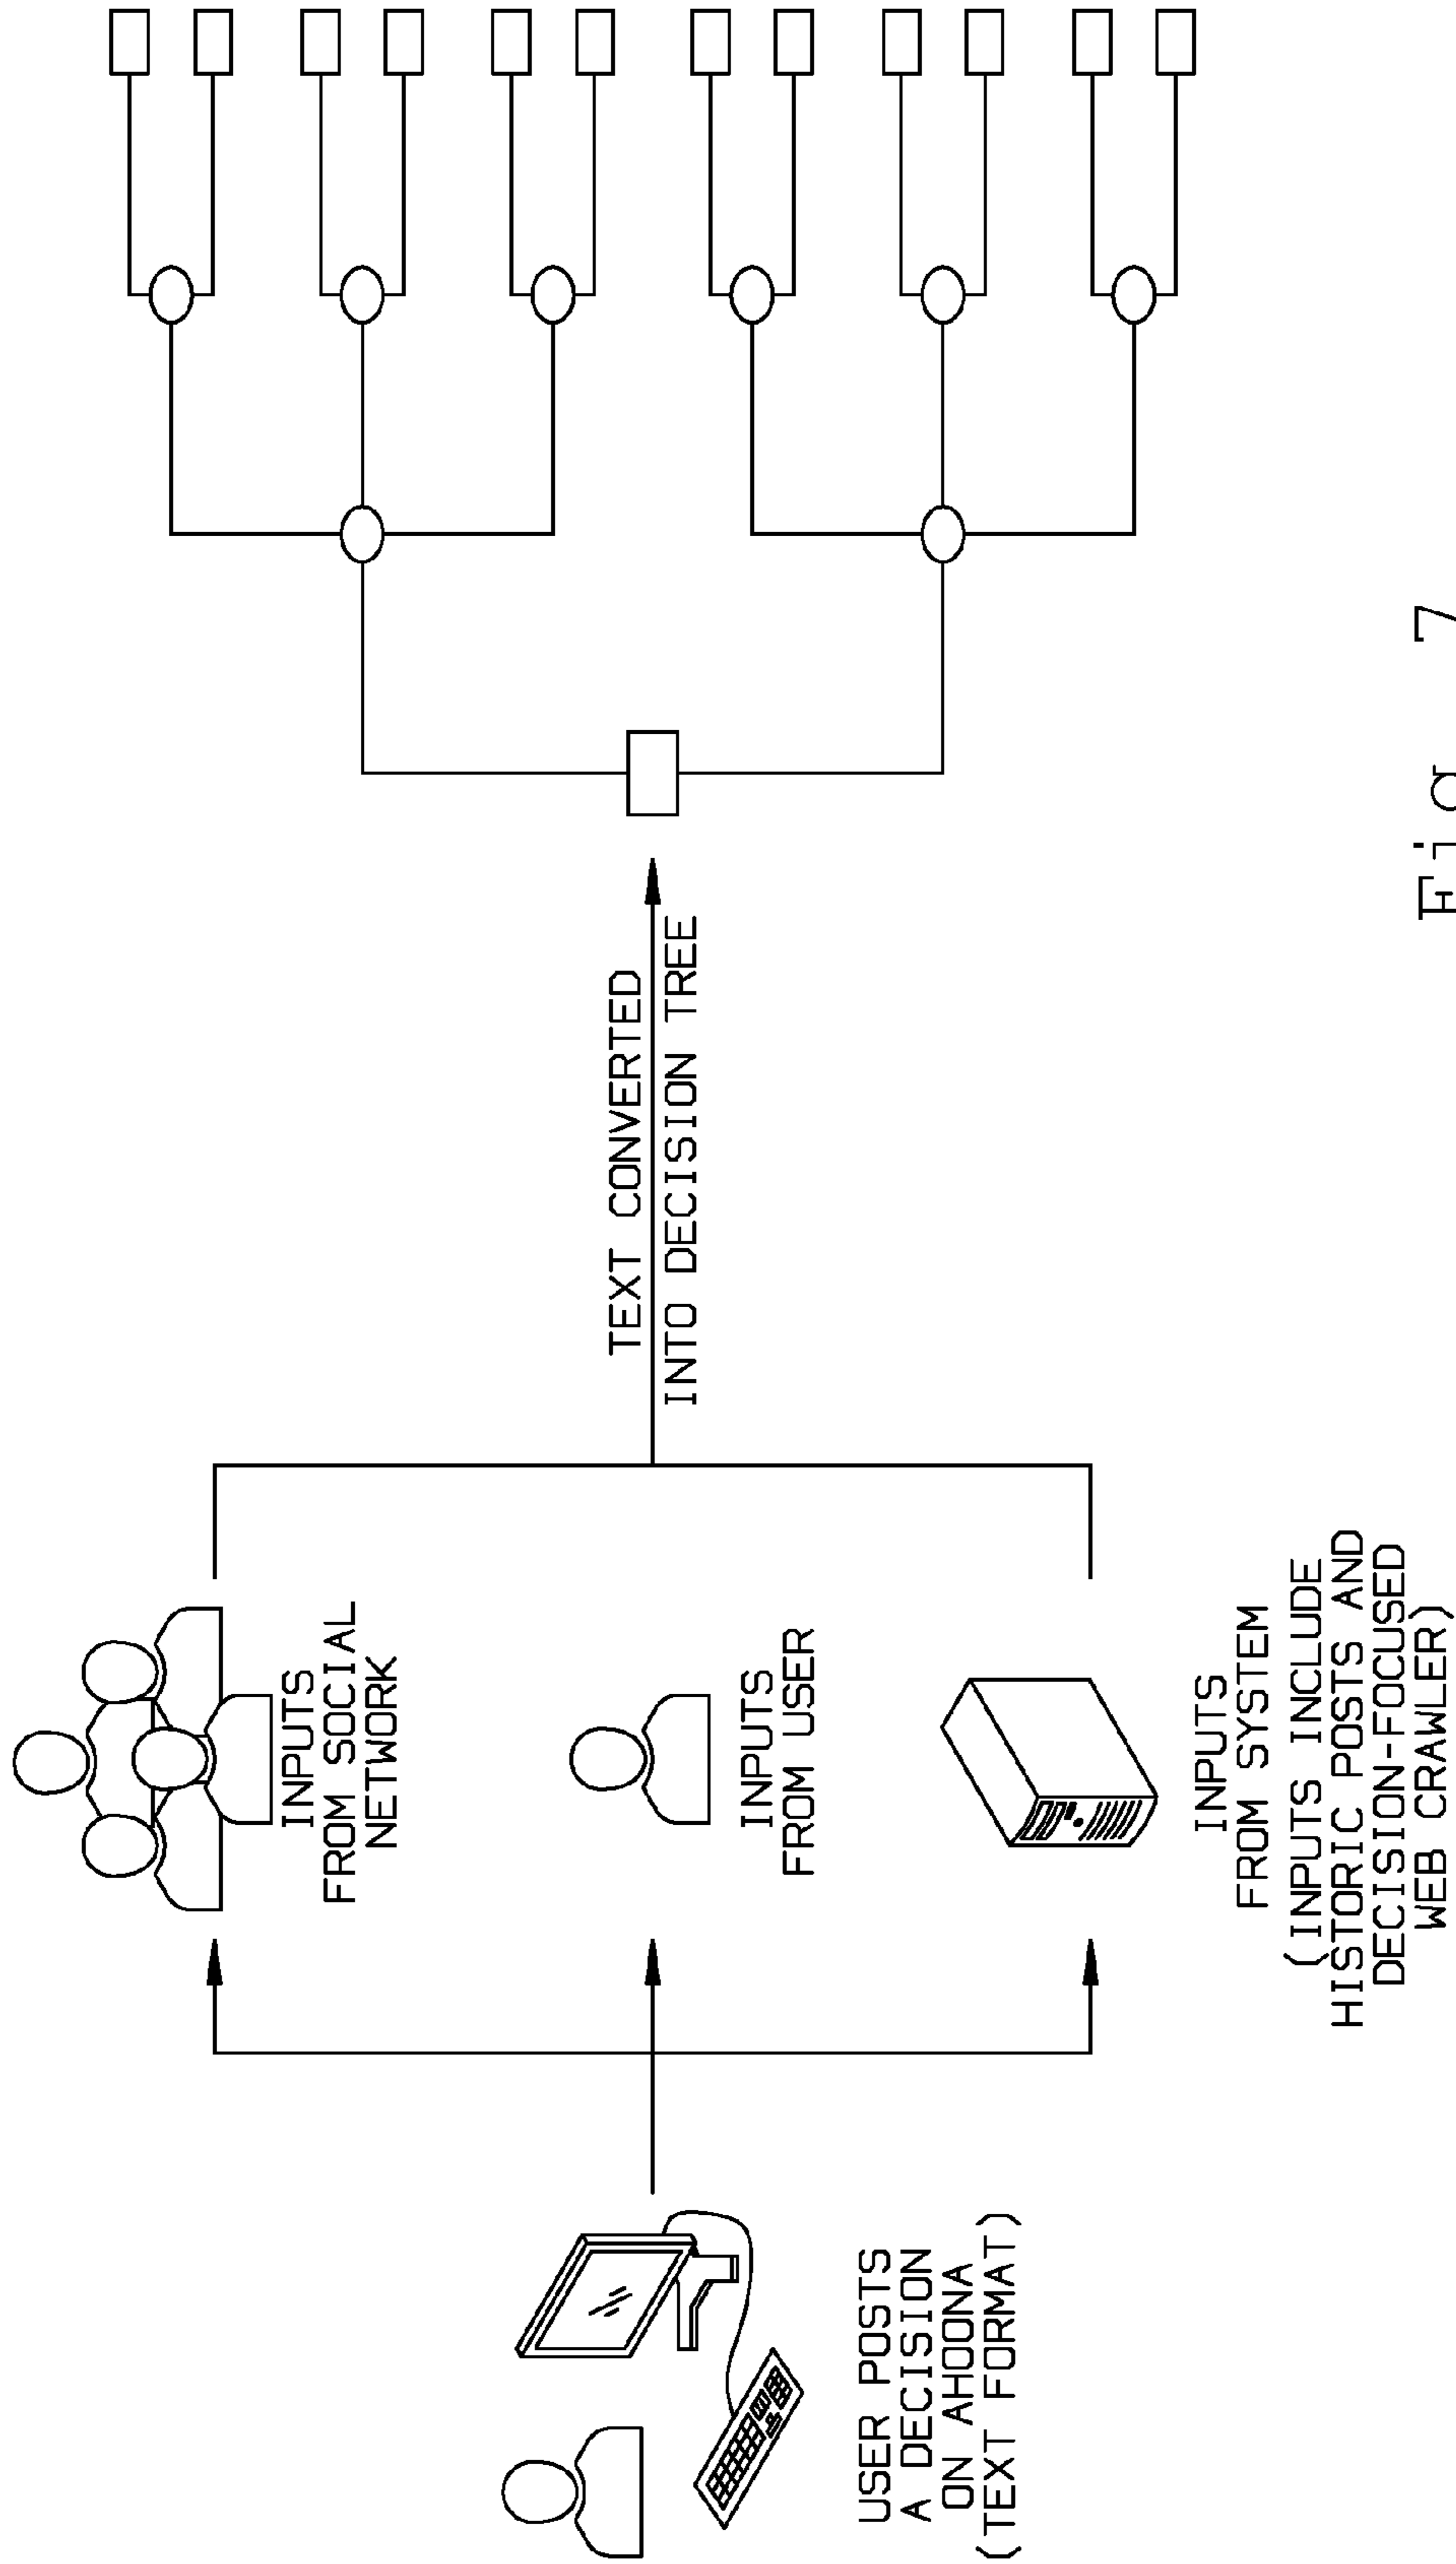 USER POSTS
A DECISION
ON AHOONA
(TEXT FORMAT)
INPUTS
FROM SOCIAL
NETWORK
INPUTS
FROM USER
INPUTS
FROM SYSTEM
(INPUTS INCLUDE
HISTORIC POSTS AND
DECISION-FOCUSED
WEB CRAWLER)
TEXT CONVERTED
INTO DECISION TREE
Fig 7